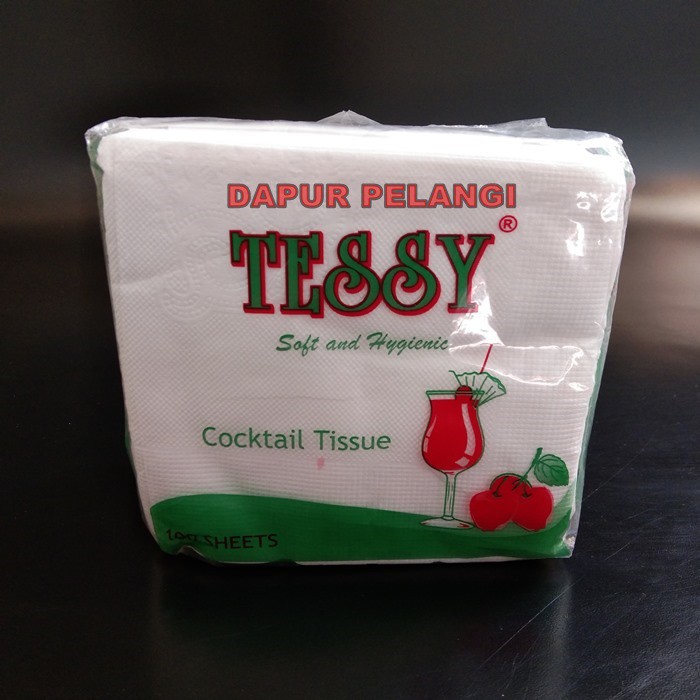 DAPUR PELANGI
TESSY®
Soft and Hygienic
Cocktail Tissue
SHEETS